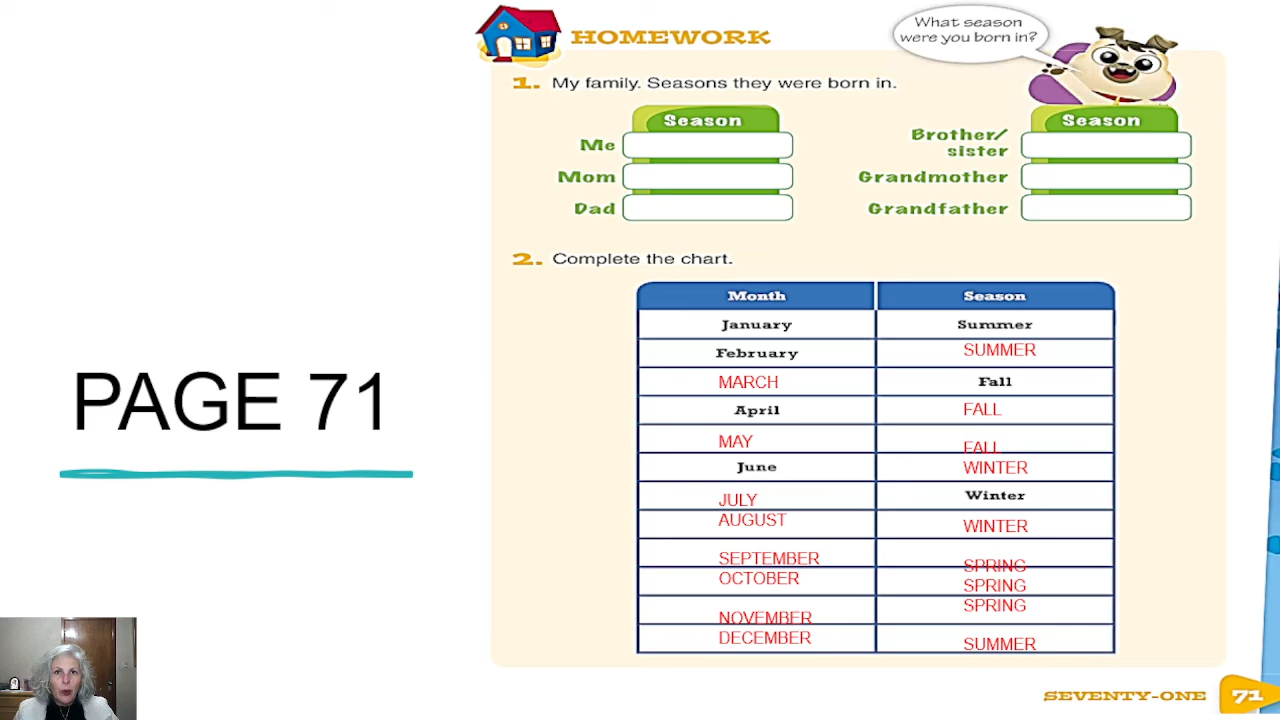 PAGE 71
HOMEWORK
What season
were you born in?
1. My family. Seasons they were born in.
Season
Me
Mom
Dad
Season
Brother/
sister
Grandmother
Grandfather
2. Complete the chart.
Month Season
January Summer
February SUMMER
MARCH Fall
April FALL
MAY FALL
June WINTER
JULY Winter
AUGUST WINTER
SEPTEMBER SPRING
OCTOBER SPRING
NOVEMBER SPRING
DECEMBER SUMMER
SEVENTY-ONE 71